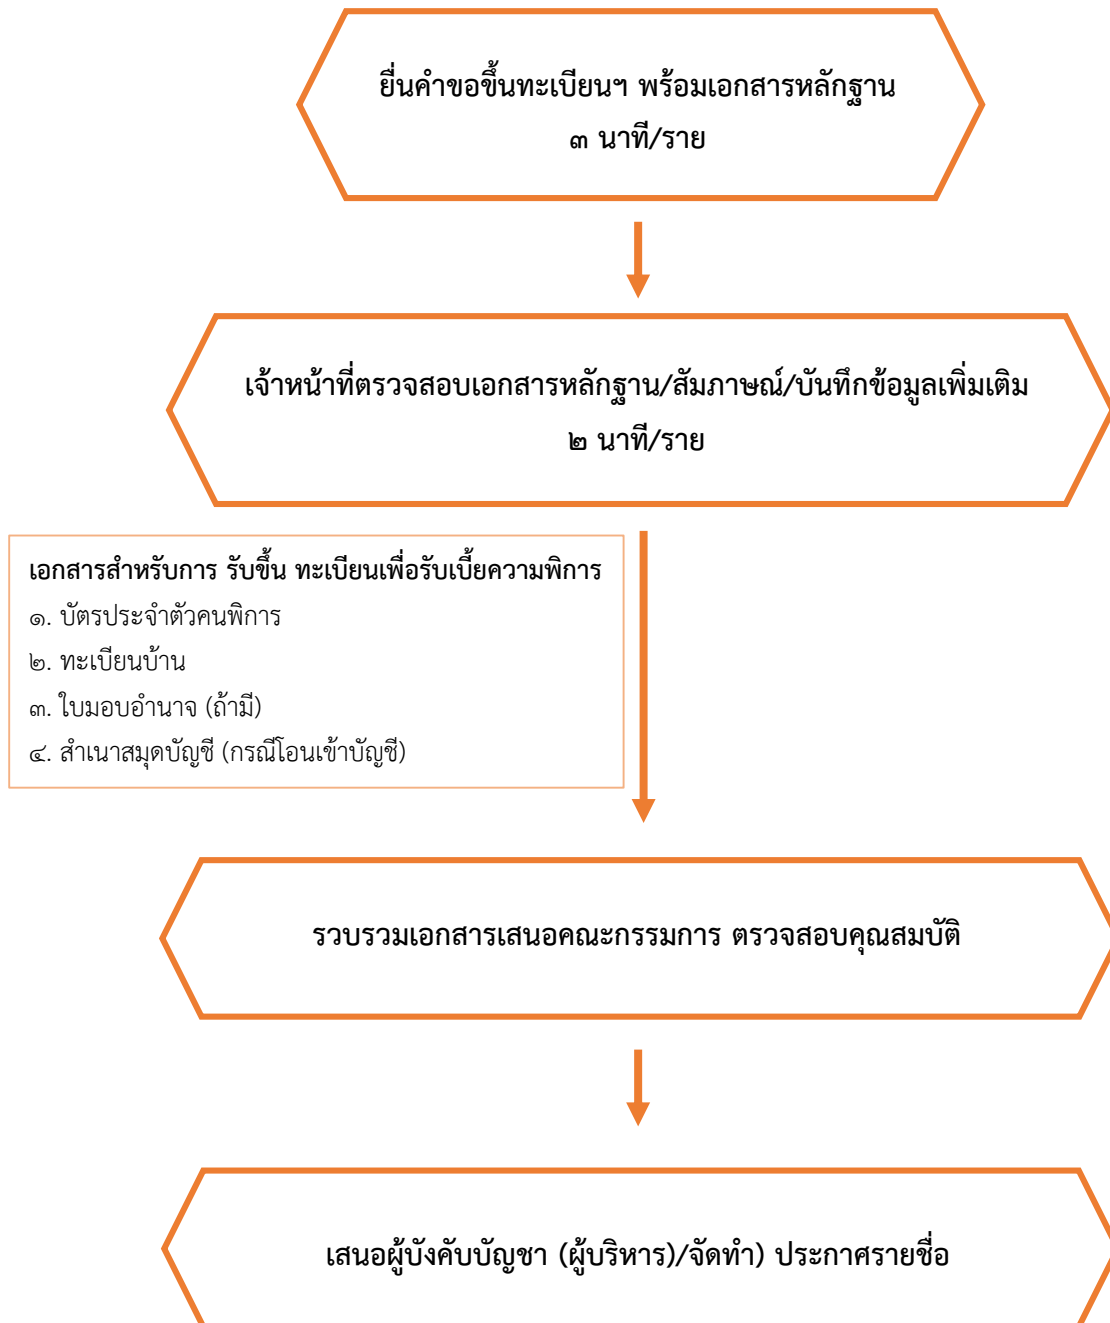 ยื่นคำขอขึ้นทะเบียนฯ พร้อมเอกสารหลักฐาน
๓ นาที/ราย
เจ้าหน้าที่ตรวจสอบเอกสารหลักฐาน/สัมภาษณ์/บันทึกข้อมูลเพิ่มเติม
๒ นาที/ราย
เอกสารสำหรับการ รับขึ้น ทะเบียนเพื่อรับเบี้ยความพิการ
๑. บัตรประจำตัวคนพิการ
๒. ทะเบียนบ้าน
๓. ใบมอบอำนาจ (ถ้ามี)
๔. สำเนาสมุดบัญชี (กรณีโอนเข้าบัญชี)
รวบรวมเอกสารเสนอคณะกรรมการ ตรวจสอบคุณสมบัติ
เสนอผู้บังคับบัญชา (ผู้บริหาร)/จัดทำ) ประกาศรายชื่อ